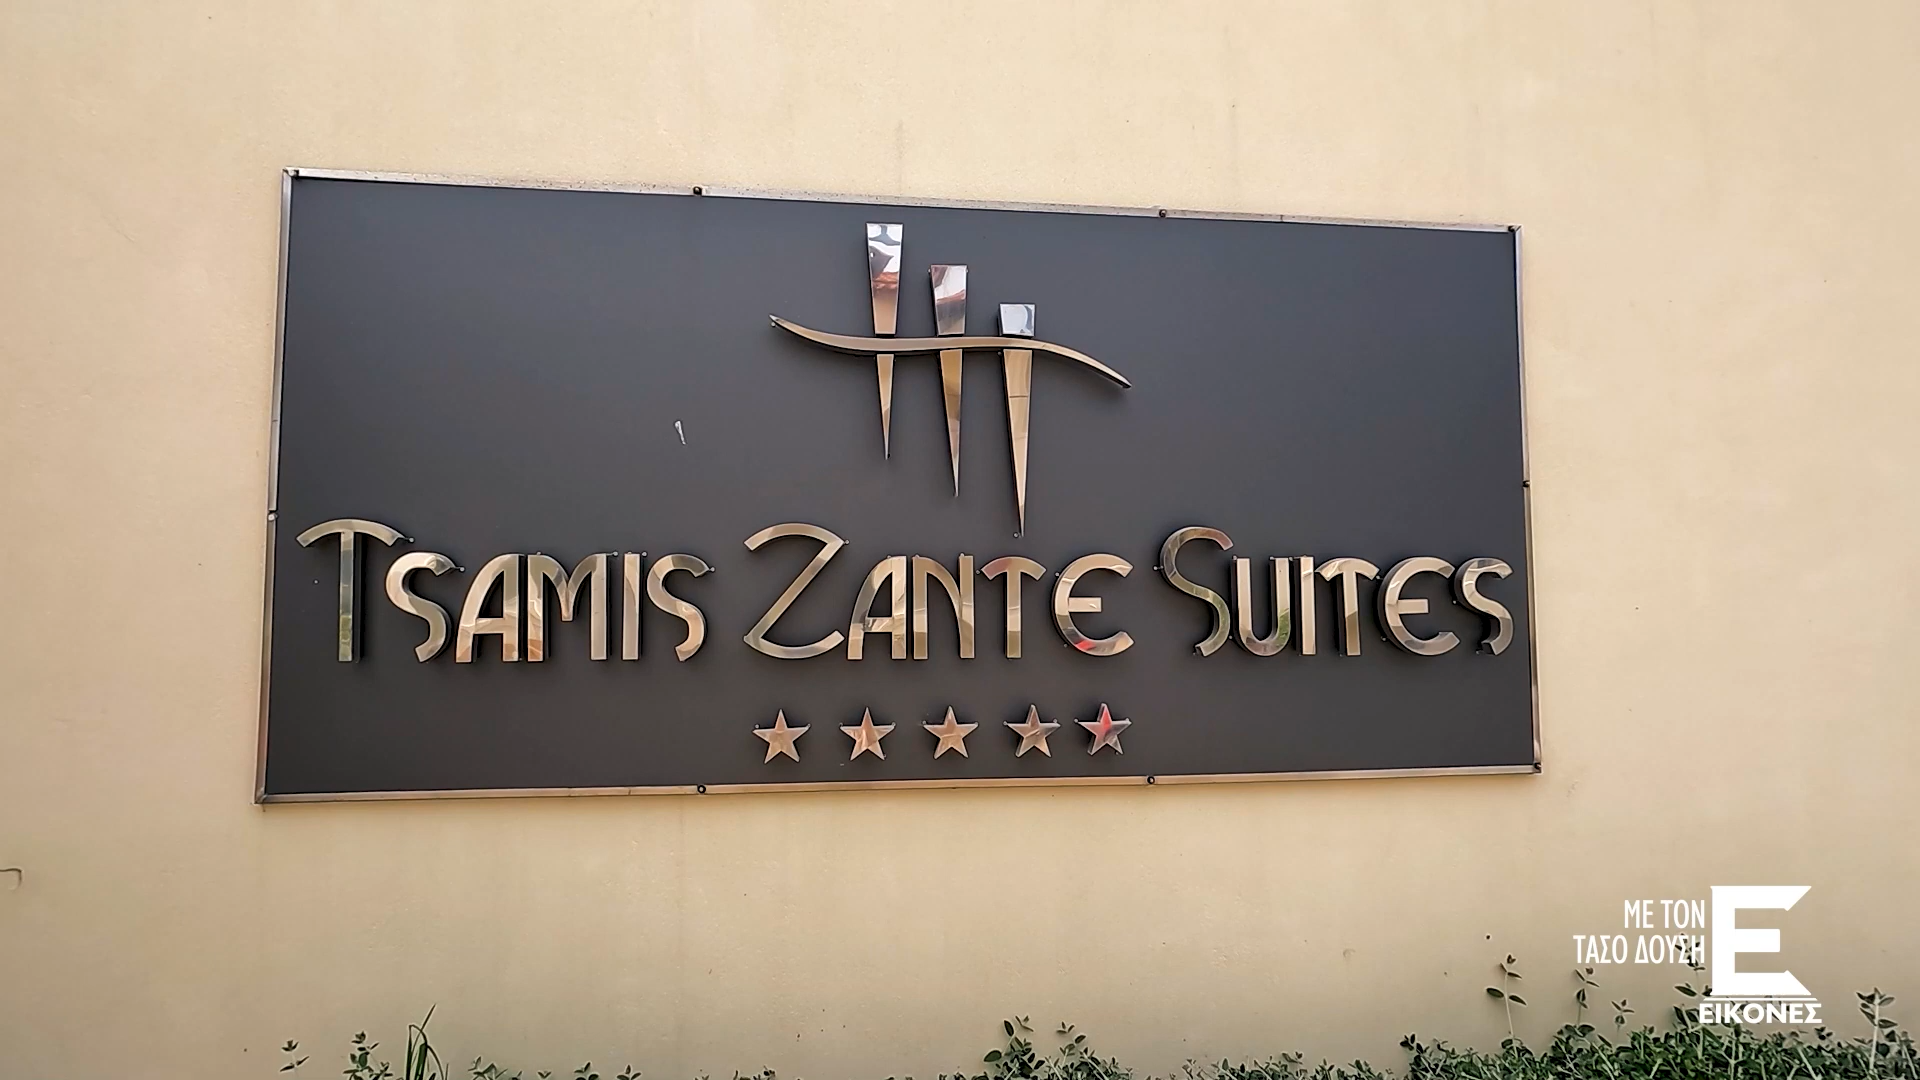 TSAMIS ZANTE SUITES
ΜΕ ΤΟΝ
ΤΑΣΟ ΔΟΥΣΗ
Ε
ΕΙΚΟΝΕΣ